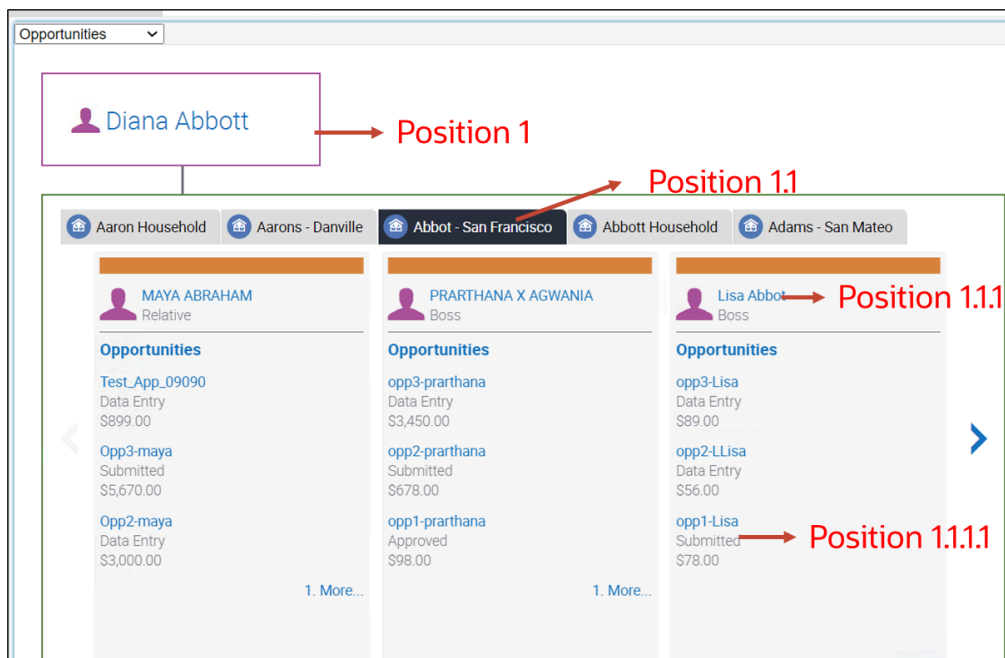 Opportunities
Diana Abbott
Position 1
Position 1.1
Aaron Household
Aarons - Danville
Abbot - San Francisco
Abbott Household
Adams - San Mateo
MAYA ABRAHAM
Relative
Opportunities
Test_App_09090
Data Entry
$899.00
Opp3-maya
Submitted
$5,670.00
Opp2-maya
Data Entry
$3,000.00
1. More...
PRARTHANA X AGWANIA
Boss
Opportunities
opp3-prarthana
Data Entry
$3,450.00
opp2-prarthana
Submitted
$678.00
opp1-prarthana
Approved
$98.00
1. More...
Lisa Abbot
Position 1.1.1
Boss
Opportunities
opp3-Lisa
Data Entry
$89.00
opp2-LLisa
Data Entry
$56.00
opp1-Lisa
Submitted
Position 1.1.1.1
$78.00